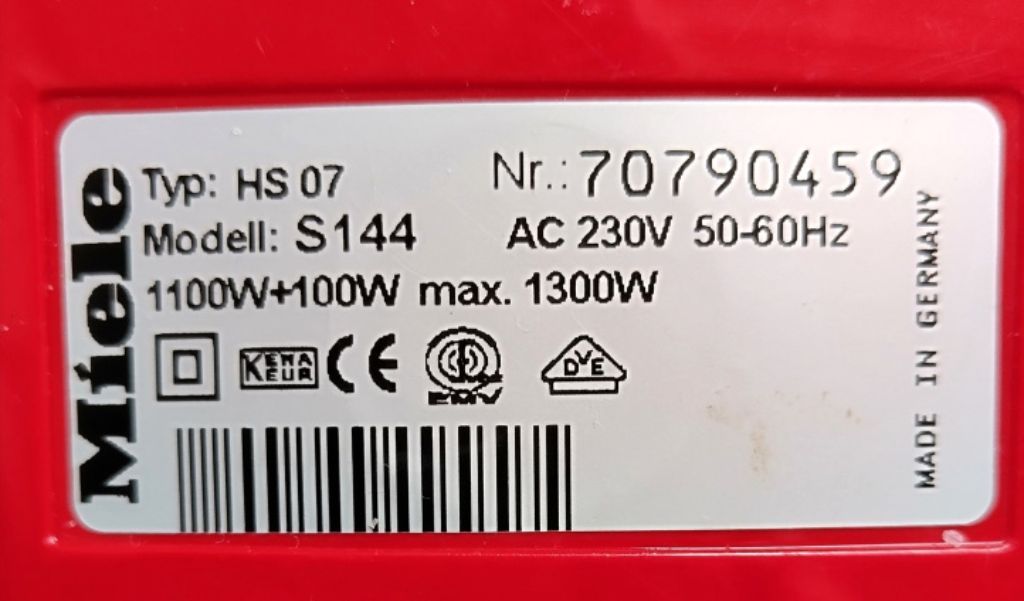 Miele
Typ: HS 07
Nr.: 70790459
Modell: S144
AC 230V 50-60Hz
1100W+100W max. 1300W
KEMA
KEUR
CE
EMV
DVE
MADE IN GERMANY